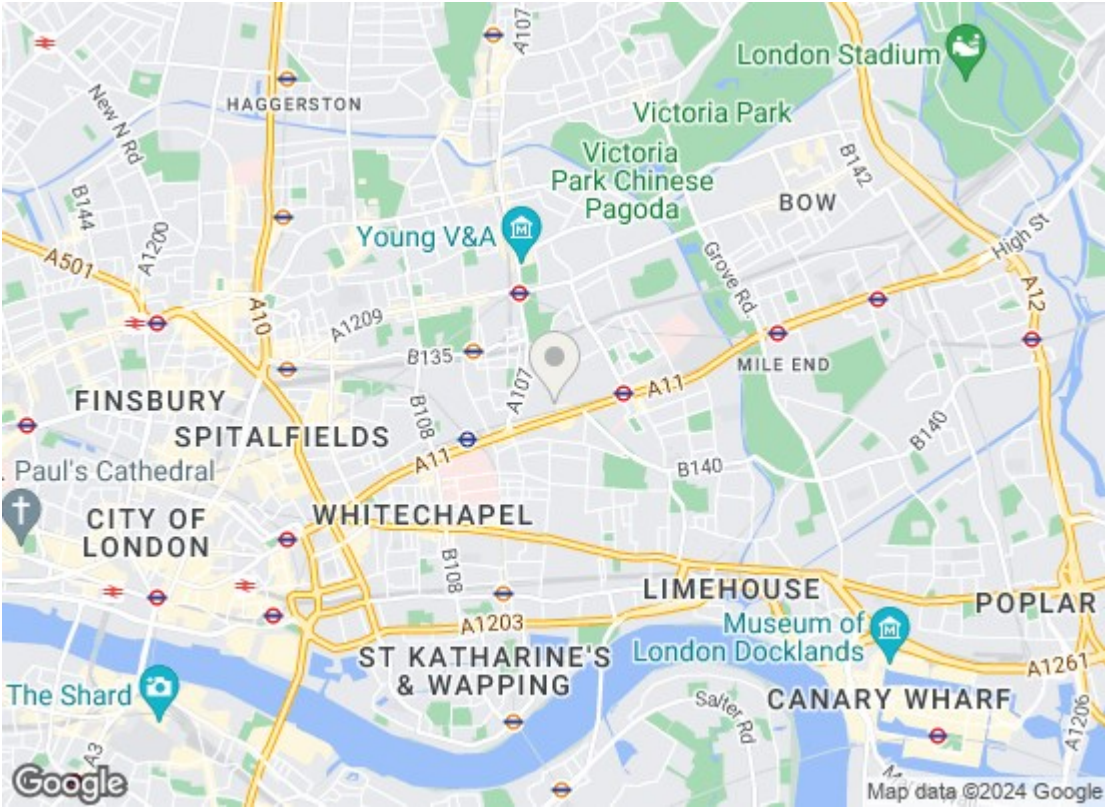 A107
London Stadium
HAGGERSTON
New N Rd
Victoria Park
Victoria
Park Chinese
Pagoda
B142
BOW
B144
A1200
Young V&A
High St
A501
Grove Rd
A10
A12
A1209
B135
MILE END
A107
A11
FINSBURY
B108
SPITALFIELDS
A11
B140
B140
Paul's Cathedral
WHITECHAPEL
CITY OF
LONDON
B108
LIMEHOUSE
POPLAR
A1203
Museum of
London Docklands
ST KATHARINE'S
& WAPPING
A1261
The Shard
CANARY WHARF
Salter Rd
A1206
A3
Google
Map data ©2024 Google